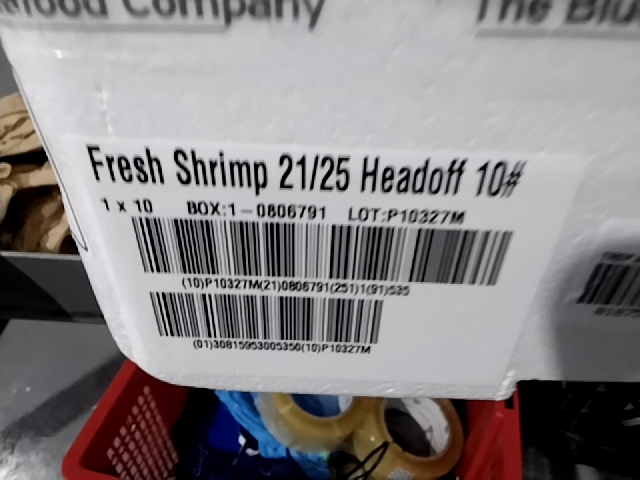 Company
The Blu
Fresh Shrimp 21/25 Headoff 10#
1 x 10 BOX:1-0806791 LOT:P10327M
(10)P10327M(21)0806791(251)1(91)535
(01)30815953005350(10)P10327M